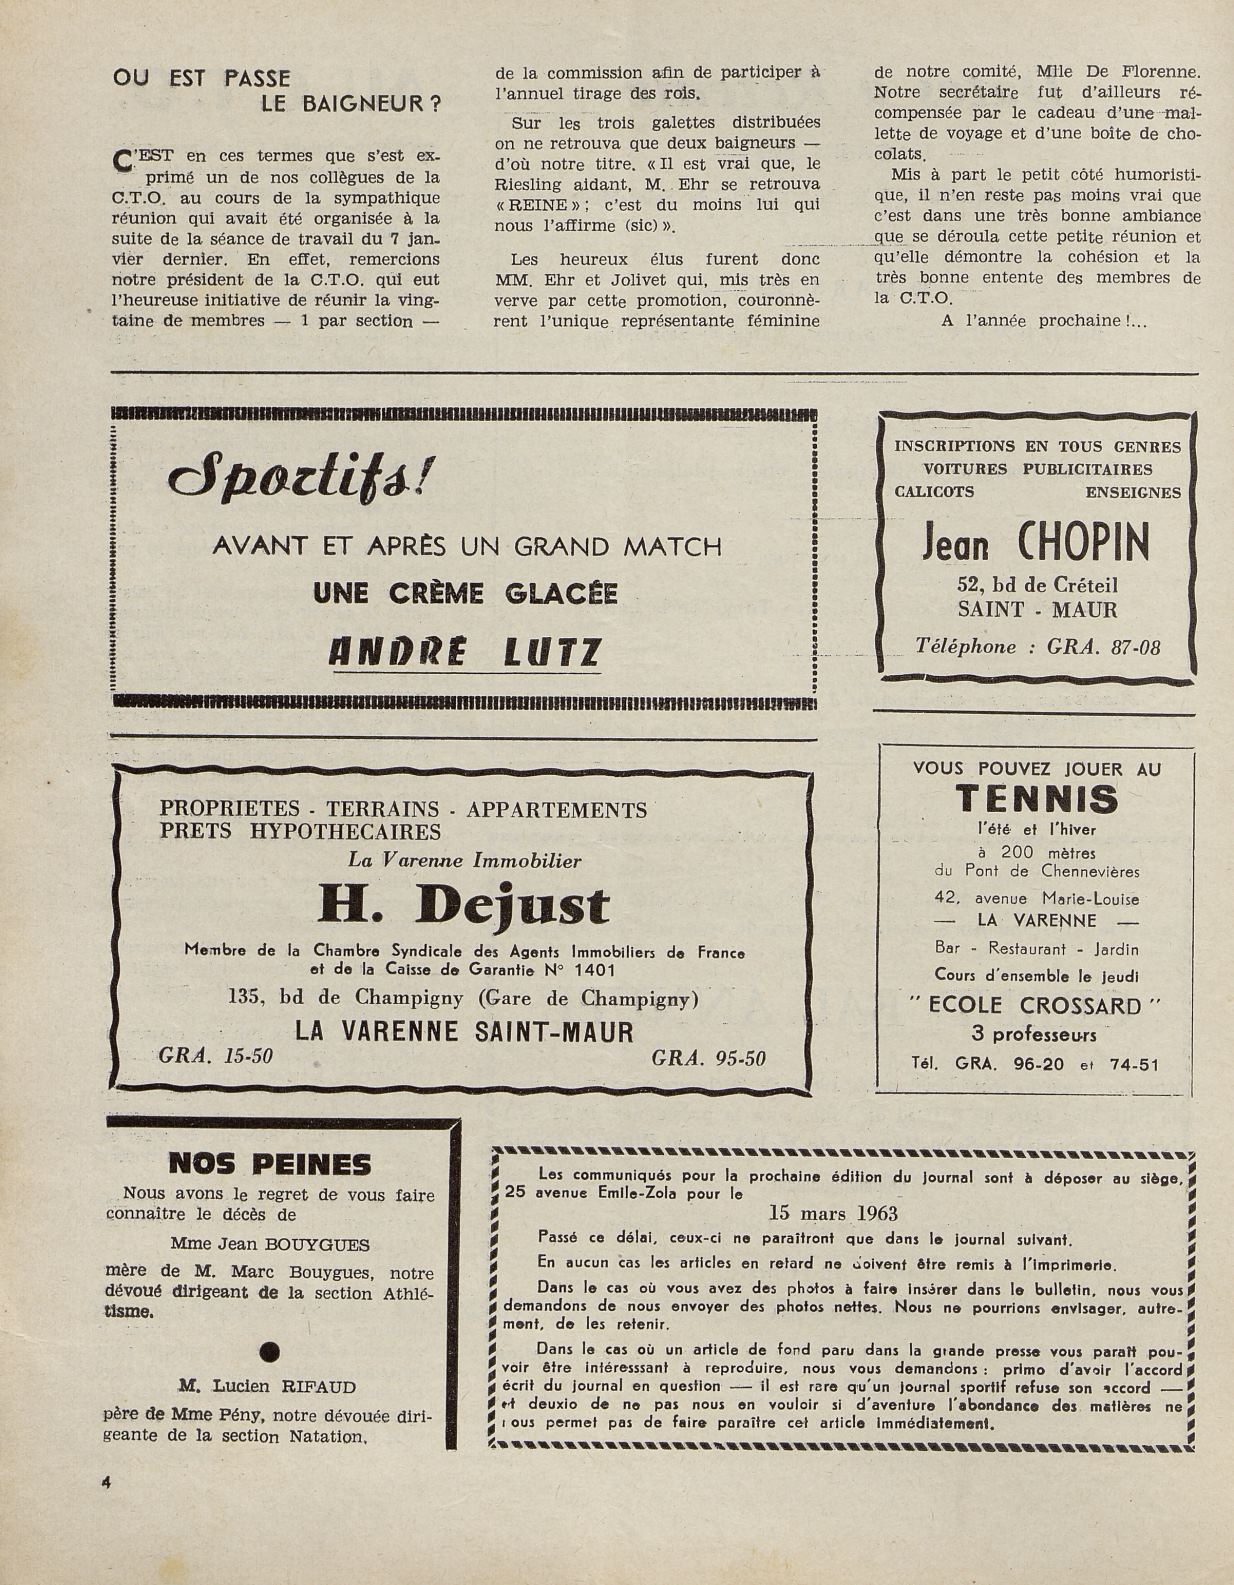 OU EST PASSE
LE BAIGNEUR ?
C'EST en ces termes que s'est ex-
primé un de nos collègues de la
C.T.O. au cours de la sympathique
réunion qui avait été organisée à la
suite de la séance de travail du 7 jan-
vier dernier. En effet, remercions
notre président de la C.T.O. qui eut
l'heureuse initiative de réunir la ving-
taine de membres — 1 par section —
de la commission afin de participer à
l'annuel tirage des rois.
Sur les trois galettes distribuées
on ne retrouva que deux baigneurs —
d'où notre titre. « Il est vrai que, le
Riesling aidant, M. Ehr se retrouva
« REINE » ; c'est du moins lui qui
nous l'affirme (sic) ».
Les heureux élus furent donc
MM. Ehr et Jolivet qui, mis très en
verve par cette promotion, couronnè-
rent l'unique représentante féminine
de notre comité, Mlle De Florenne.
Notre secrétaire fut d'ailleurs ré-
compensée par le cadeau d'une mal-
lette de voyage et d'une boîte de cho-
colats.
Mis à part le petit côté humoristi-
que, il n'en reste pas moins vrai que
c'est dans une très bonne ambiance
que se déroula cette petite réunion et
qu'elle démontre la cohésion et la
très bonne entente des membres de
la C.T.O.
A l'année prochaine !...
Sportifs!
AVANT ET APRÈS UN GRAND MATCH
UNE CRÈME GLACÉE
ANDRÉ LUTZ
INSCRIPTIONS EN TOUS GENRES
VOITURES PUBLICITAIRES
CALICOTS ENSEIGNES
Jean CHOPIN
52, bd de Créteil
SAINT - MAUR
Téléphone : GRA. 87-08
PROPRIETES - TERRAINS - APPARTEMENTS
PRETS HYPOTHECAIRES
La Varenne Immobilier
H. Dejust
Membre de la Chambre Syndicale des Agents Immobiliers de France
et de la Caisse de Garantie N° 1401
135, bd de Champigny (Gare de Champigny)
LA VARENNE SAINT-MAUR
GRA. 15-50 GRA. 95-50
VOUS POUVEZ JOUER AU
TENNIS
l'été et l'hiver
à 200 mètres
du Pont de Chennevières
42, avenue Marie-Louise
— LA VARENNE —
Bar - Restaurant - Jardin
Cours d'ensemble le jeudi
" ECOLE CROSSARD "
3 professeurs
Tél. GRA. 96-20 et 74-51
NOS PEINES
Nous avons le regret de vous faire
connaître le décès de
Mme Jean BOUYGUES
mère de M. Marc Bouygues, notre
dévoué dirigeant de la section Athlé-
tisme.
M. Lucien RIFAUD
père de Mme Pény, notre dévouée diri-
geante de la section Natation.
Les communiqués pour la prochaine édition du journal sont à déposer au siège,
25 avenue Emile-Zola pour le
15 mars 1963
Passé ce délai, ceux-ci ne paraîtront que dans le journal suivant.
En aucun cas les articles en retard ne doivent être remis à l'imprimerie.
Dans le cas où vous avez des photos à faire insérer dans le bulletin, nous vous
demandons de nous envoyer des photos nettes. Nous ne pourrions envisager, autre-
ment, de les retenir.
Dans le cas où un article de fond paru dans la grande presse vous paraît pou-
voir être intéresssant à reproduire, nous vous demandons : primo d'avoir l'accord
écrit du journal en question — il est rare qu'un journal sportif refuse son accord —
et deuxio de ne pas nous en vouloir si d'aventure l'abondance des matières ne
nous permet pas de faire paraître cet article immédiatement.
4